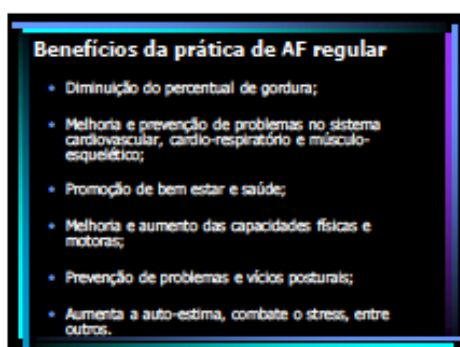 Benefícios da prática de AF regular
• Diminuição do percentual de gordura;
• Melhoria e prevenção de problemas no sistema
cardiovascular, cardio-respiratório e músculo-
esquelético;
• Promoção de bem estar e saúde;
• Melhoria e aumento das capacidades físicas e
motoras;
• Prevenção de problemas e vícios posturais;
• Aumenta a auto-estima, combate o stress, entre
outros.